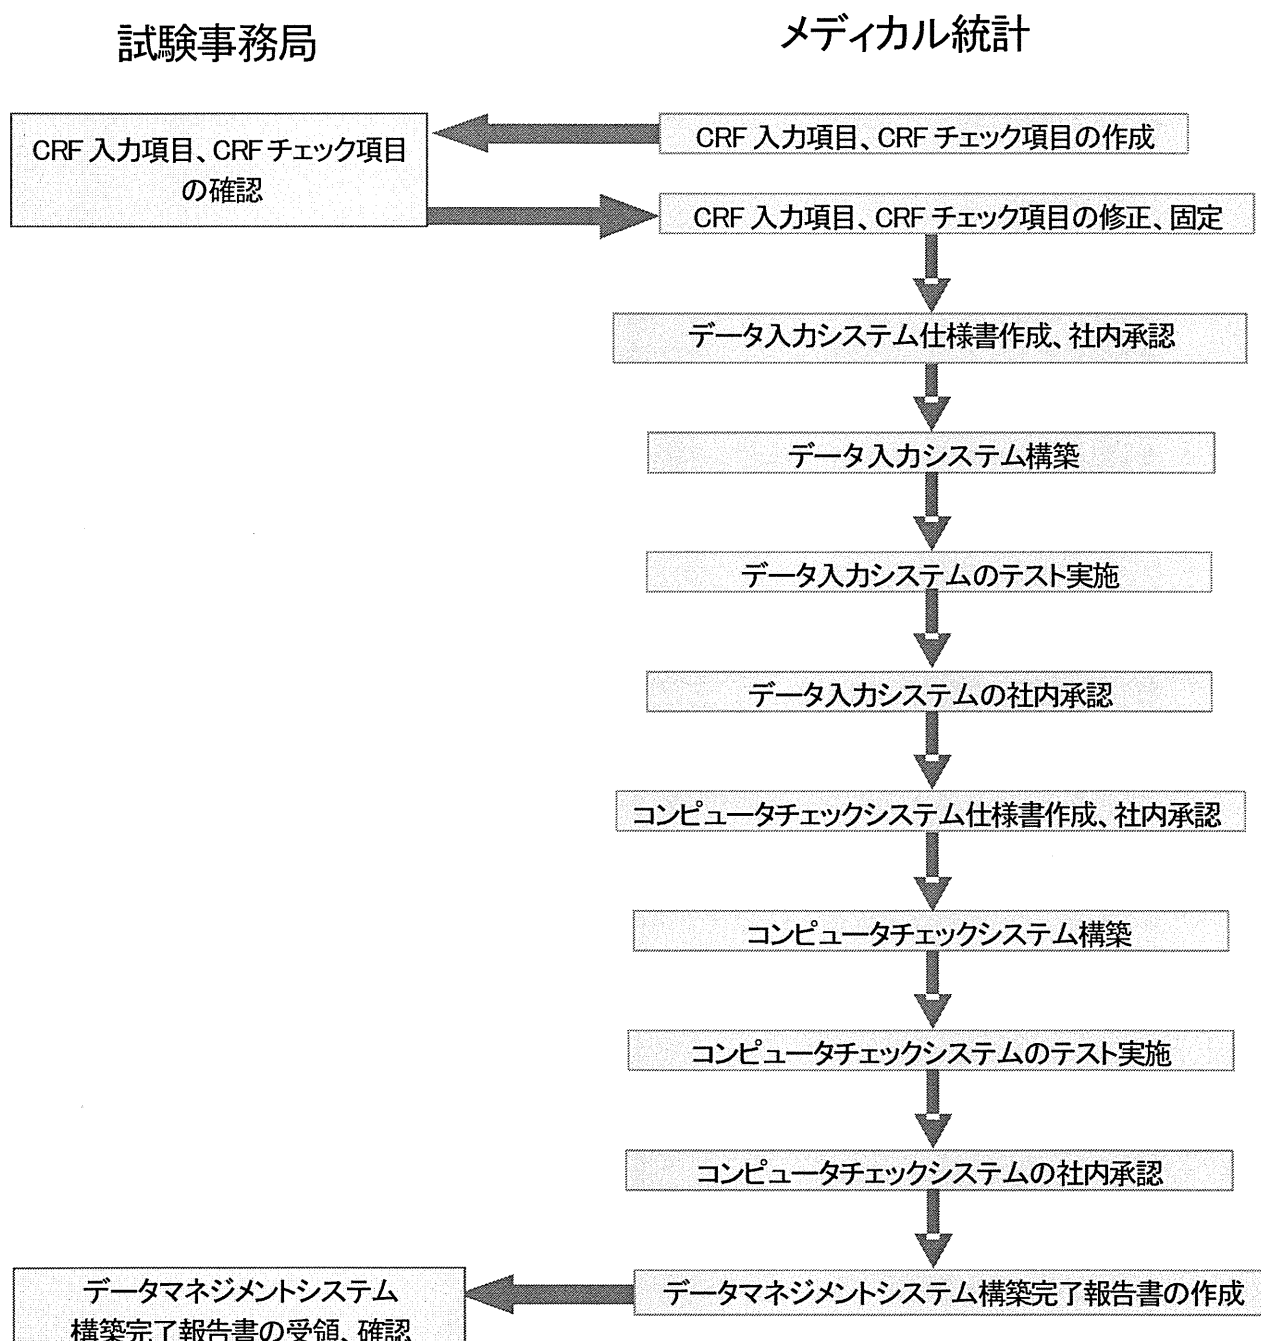 試験事務局
メディカル統計
CRF 入力項目、CRF チェック項目の作成
CRF 入力項目、CRF チェック項目
の確認
CRF 入力項目、CRF チェック項目の修正、固定
データ入力システム仕様書作成、社内承認
データ入力システム構築
データ入力システムのテスト実施
データ入力システムの社内承認
コンピュータチェックシステム仕様書作成、社内承認
コンピュータチェックシステム構築
コンピュータチェックシステムのテスト実施
コンピュータチェックシステムの社内承認
データマネジメントシステム構築完了報告書の作成
データマネジメントシステム
構築完了報告書の受領、確認